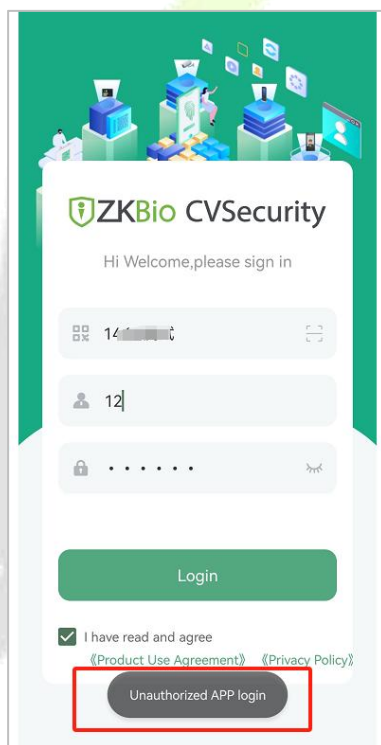 ZKBio CVSecurity
Hi Welcome,please sign in
12
Login
I have read and agree
《Product Use Agreement》 《Privacy Policy》
Unauthorized APP login